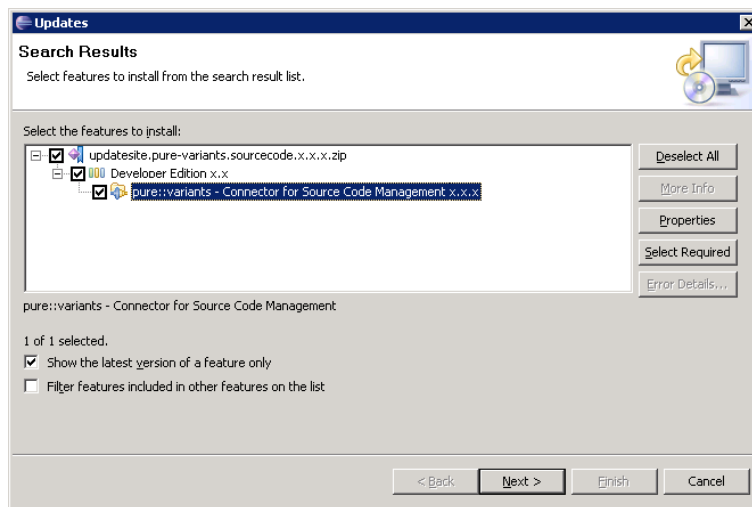 Updates
Search Results
Select features to install from the search result list.
Select the features to install:
updatesite.pure-variants.sourcecode.x.x.x.zip
Developer Edition x.x
pure::variants - Connector for Source Code Management x.x.x
Deselect All
More Info
Properties
Select Required
Error Details...
pure::variants - Connector for Source Code Management
1 of 1 selected.
Show the latest version of a feature only
Filter features included in other features on the list
< Back
Next >
Finish
Cancel